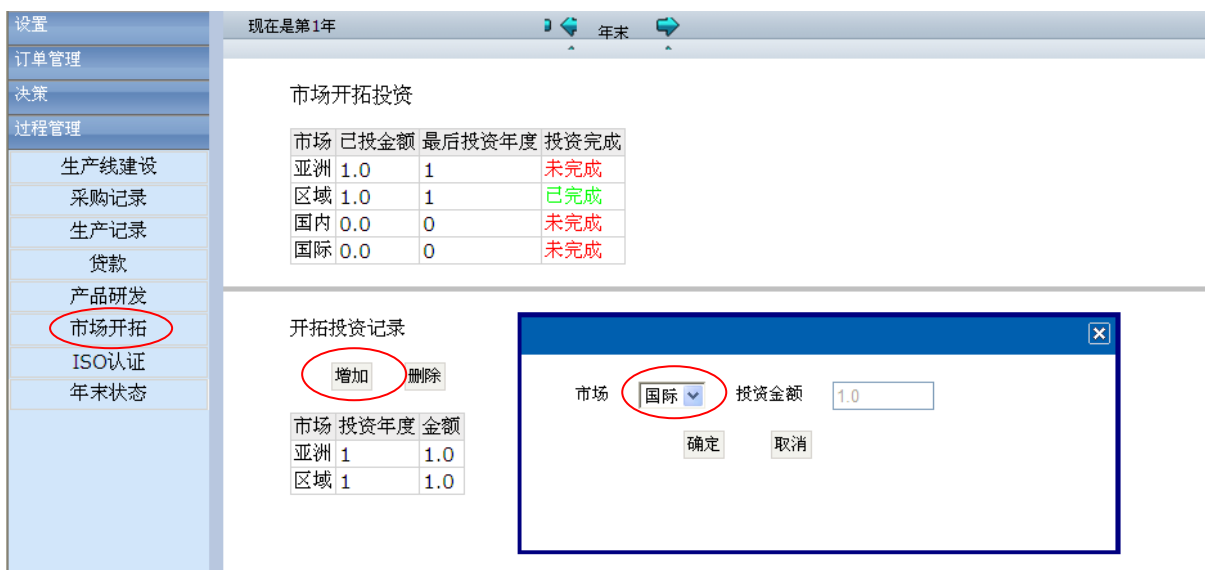 设置
订单管理
决策
过程管理
生产线建设
采购记录
生产记录
贷款
产品研发
市场开拓
ISO认证
年末状态
现在是第1年
年末
市场开拓投资
市场 已投金额 最后投资年度 投资完成
亚洲 1.0 1 未完成
区域 1.0 1 已完成
国内 0.0 0 未完成
国际 0.0 0 未完成
开拓投资记录
增加 删除
市场 投资年度 金额
亚洲 1 1.0
区域 1 1.0
市场 国际 投资金额 1.0
确定 取消